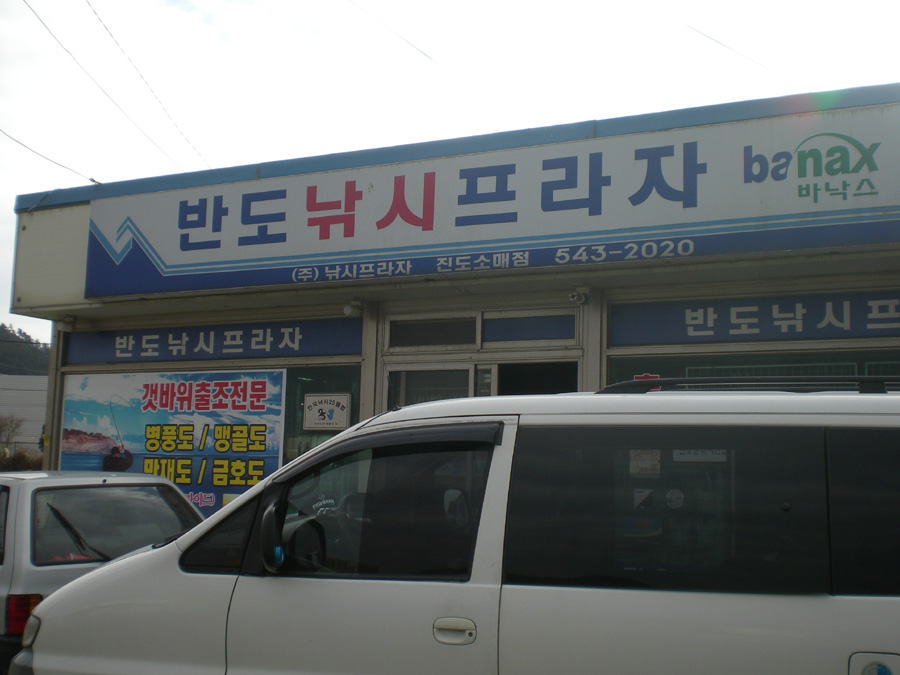 반도낚시프라자
banax
바낙스
(주) 낚시프라자 진도소매점 543-2020
반도낚시프라자
반도낚시프
갯바위출조전문
병풍도 / 맹골도
만재도 / 금호도